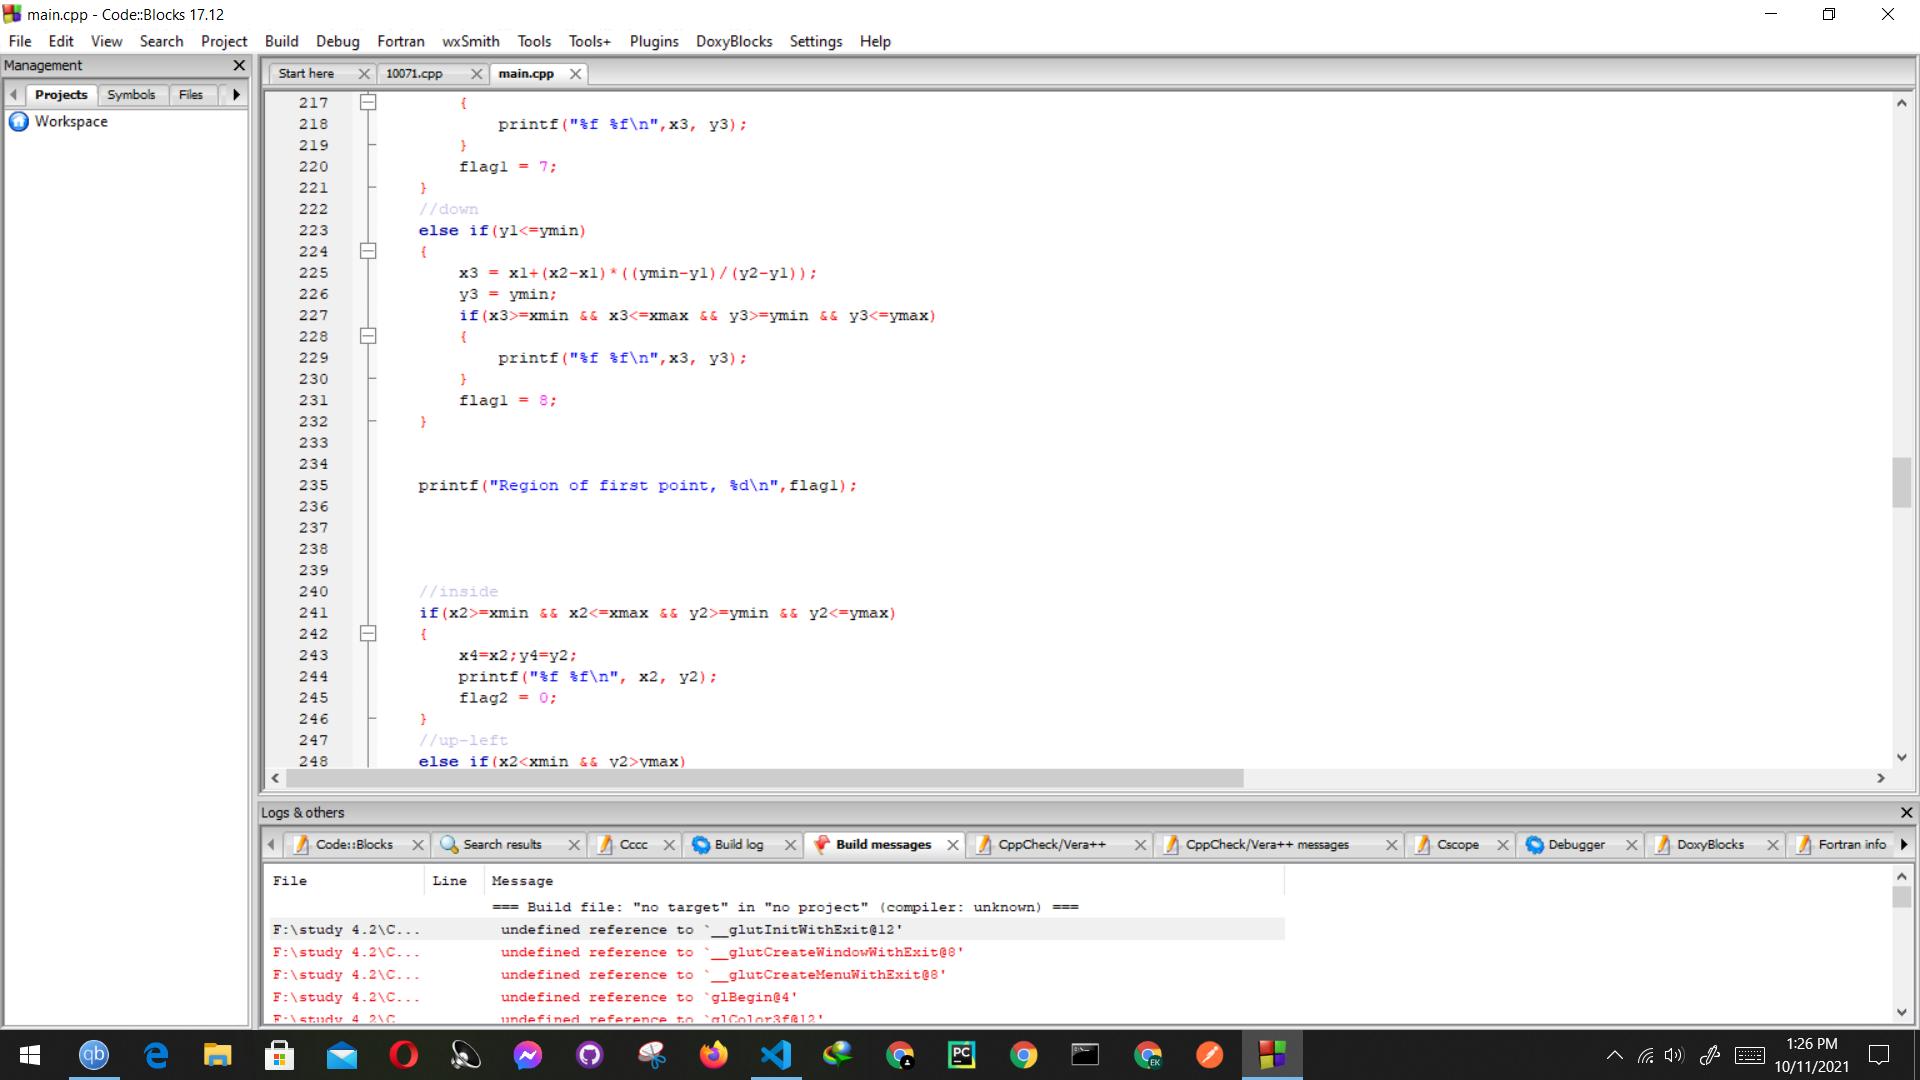 main.cpp - Code::Blocks 17.12
File Edit View Search Project Build Debug Fortran wxSmith Tools Tools+ Plugins DoxyBlocks Settings Help
Management
Projects Symbols Files
Workspace
Start here 10071.cpp main.cpp
217 {
218 printf("%f %f\n",x3, y3);
219 }
220 flag1 = 7;
221 }
222 //down
223 else if(y1<=ymin)
224 {
225 x3 = x1+(x2-x1)*((ymin-y1)/(y2-y1));
226 y3 = ymin;
227 if(x3>=xmin && x3<=xmax && y3>=ymin && y3<=ymax)
228 {
229 printf("%f %f\n",x3, y3);
230 }
231 flag1 = 8;
232 }
233
234
235 printf("Region of first point, %d\n",flag1);
236
237
238
239
240 //inside
241 if(x2>=xmin && x2<=xmax && y2>=ymin && y2<=ymax)
242 {
243 x4=x2;y4=y2;
244 printf("%f %f\n", x2, y2);
245 flag2 = 0;
246 }
247 //up-left
248 else if(x2<xmin && y2>ymax)
Logs & others
Code::Blocks Search results Cccc Build log Build messages CppCheck/Vera++ CppCheck/Vera++ messages Cscope Debugger DoxyBlocks Fortran info
File Line Message
=== Build file: "no target" in "no project" (compiler: unknown) ===
F:\study 4.2\C... undefined reference to `__glutInitWithExit@12'
F:\study 4.2\C... undefined reference to `__glutCreateWindowWithExit@8'
F:\study 4.2\C... undefined reference to `__glutCreateMenuWithExit@8'
F:\study 4.2\C... undefined reference to `glBegin@4'
F:\study 4.2\C... undefined reference to `glColor3f@12'
qb PC EK
1:26 PM
10/11/2021